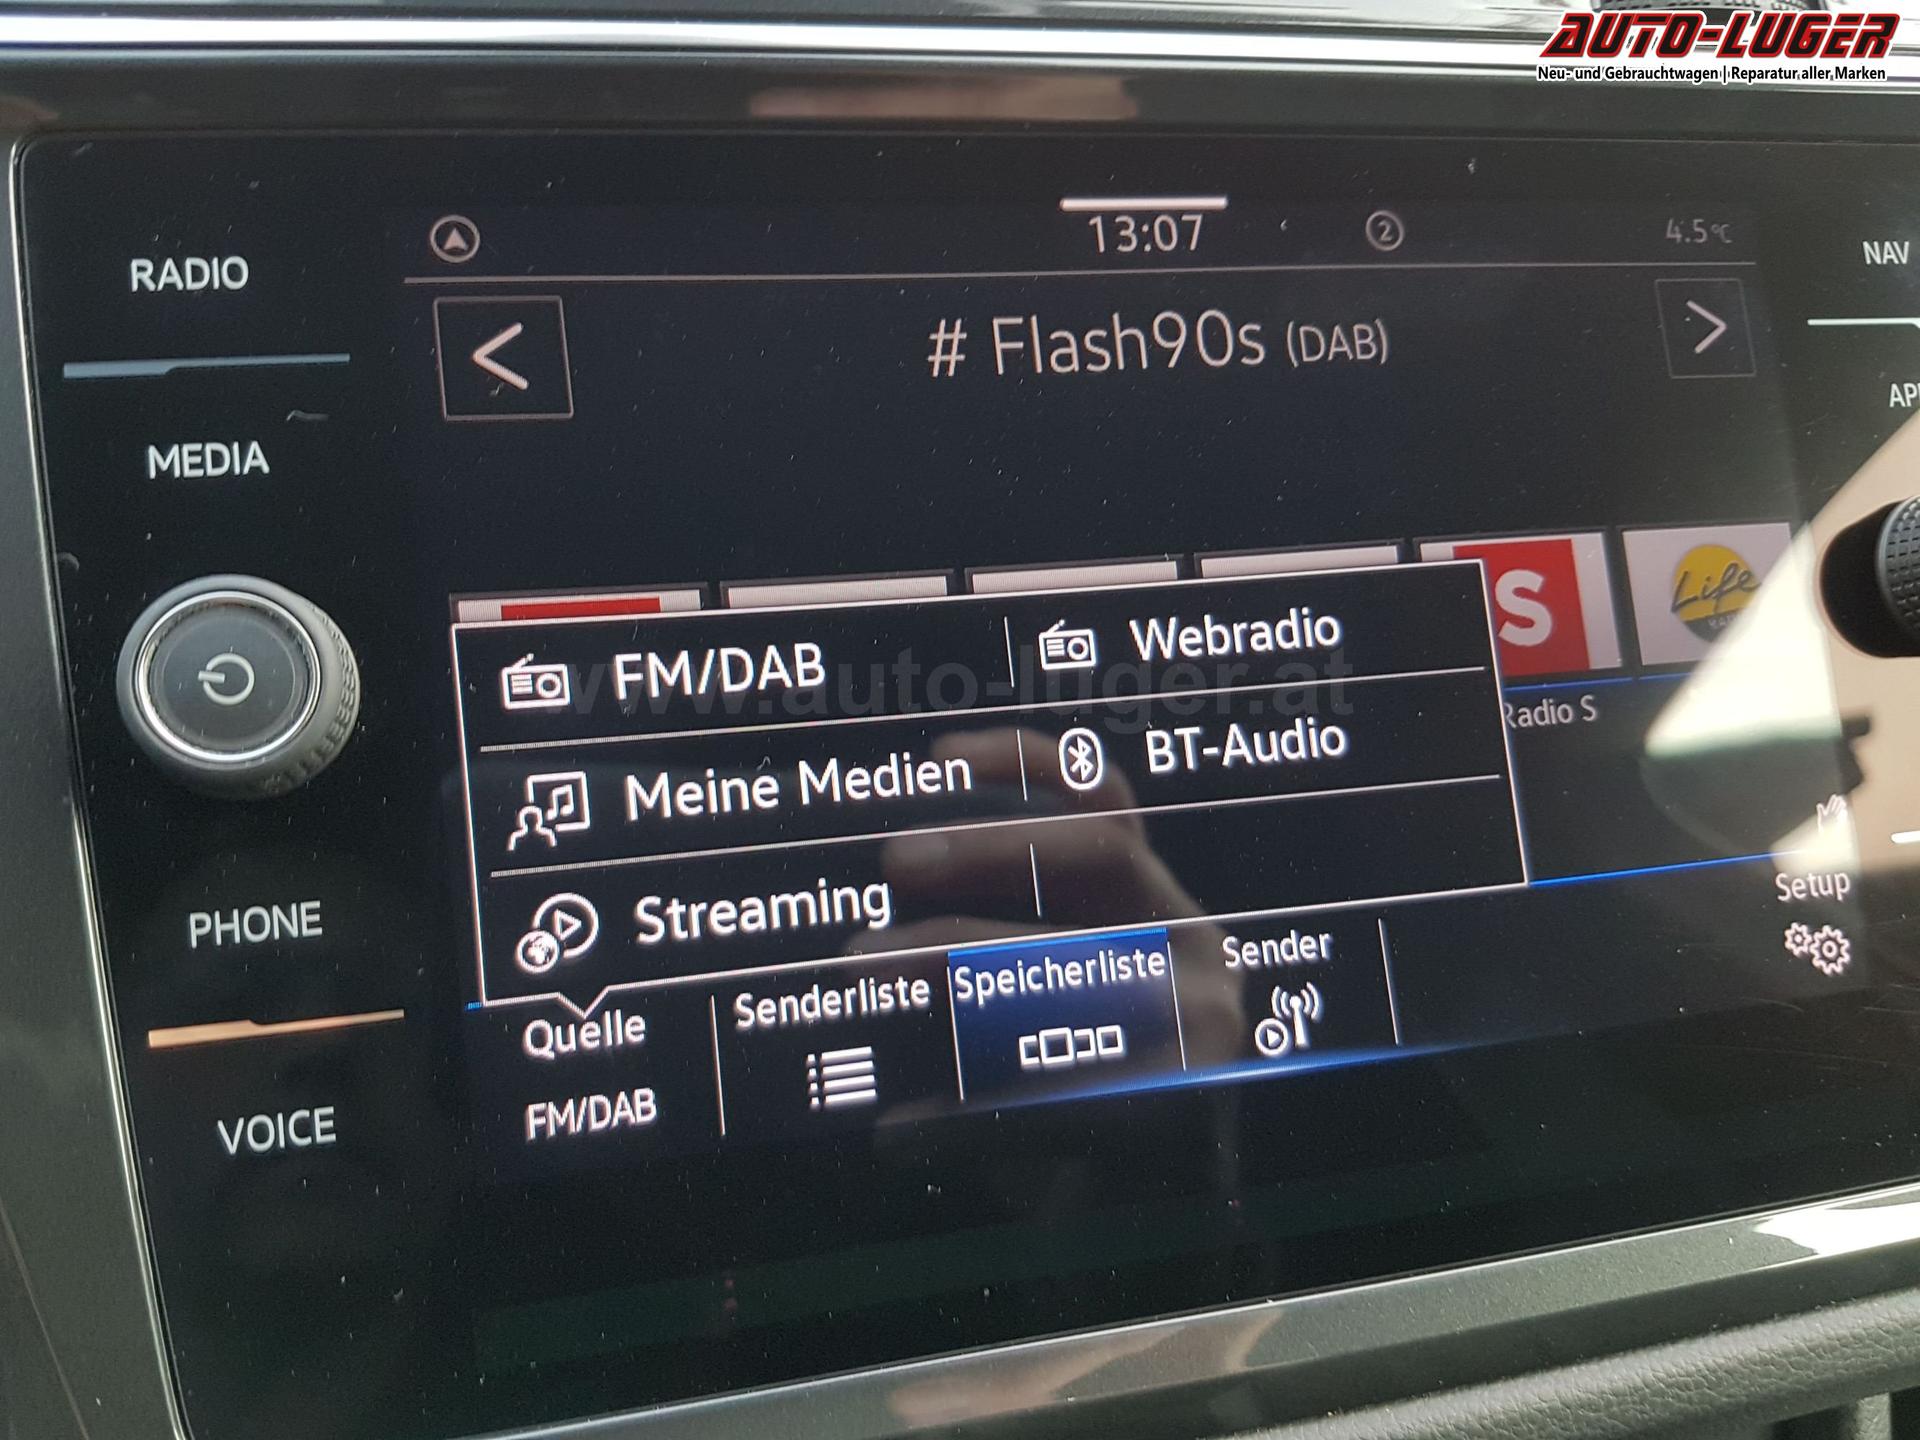 AUTO-LUGER
Neu- und Gebrauchtwagen | Reparatur aller Marken
RADIO
MEDIA
PHONE
VOICE
NAV
13:07
2
4.5°C
# Flash90s (DAB)
S
Life
Radio S
FM/DAB
Webradio
www.auto-luger.at
Meine Medien
BT-Audio
Streaming
Setup
Quelle
FM/DAB
Senderliste
Speicherliste
Sender